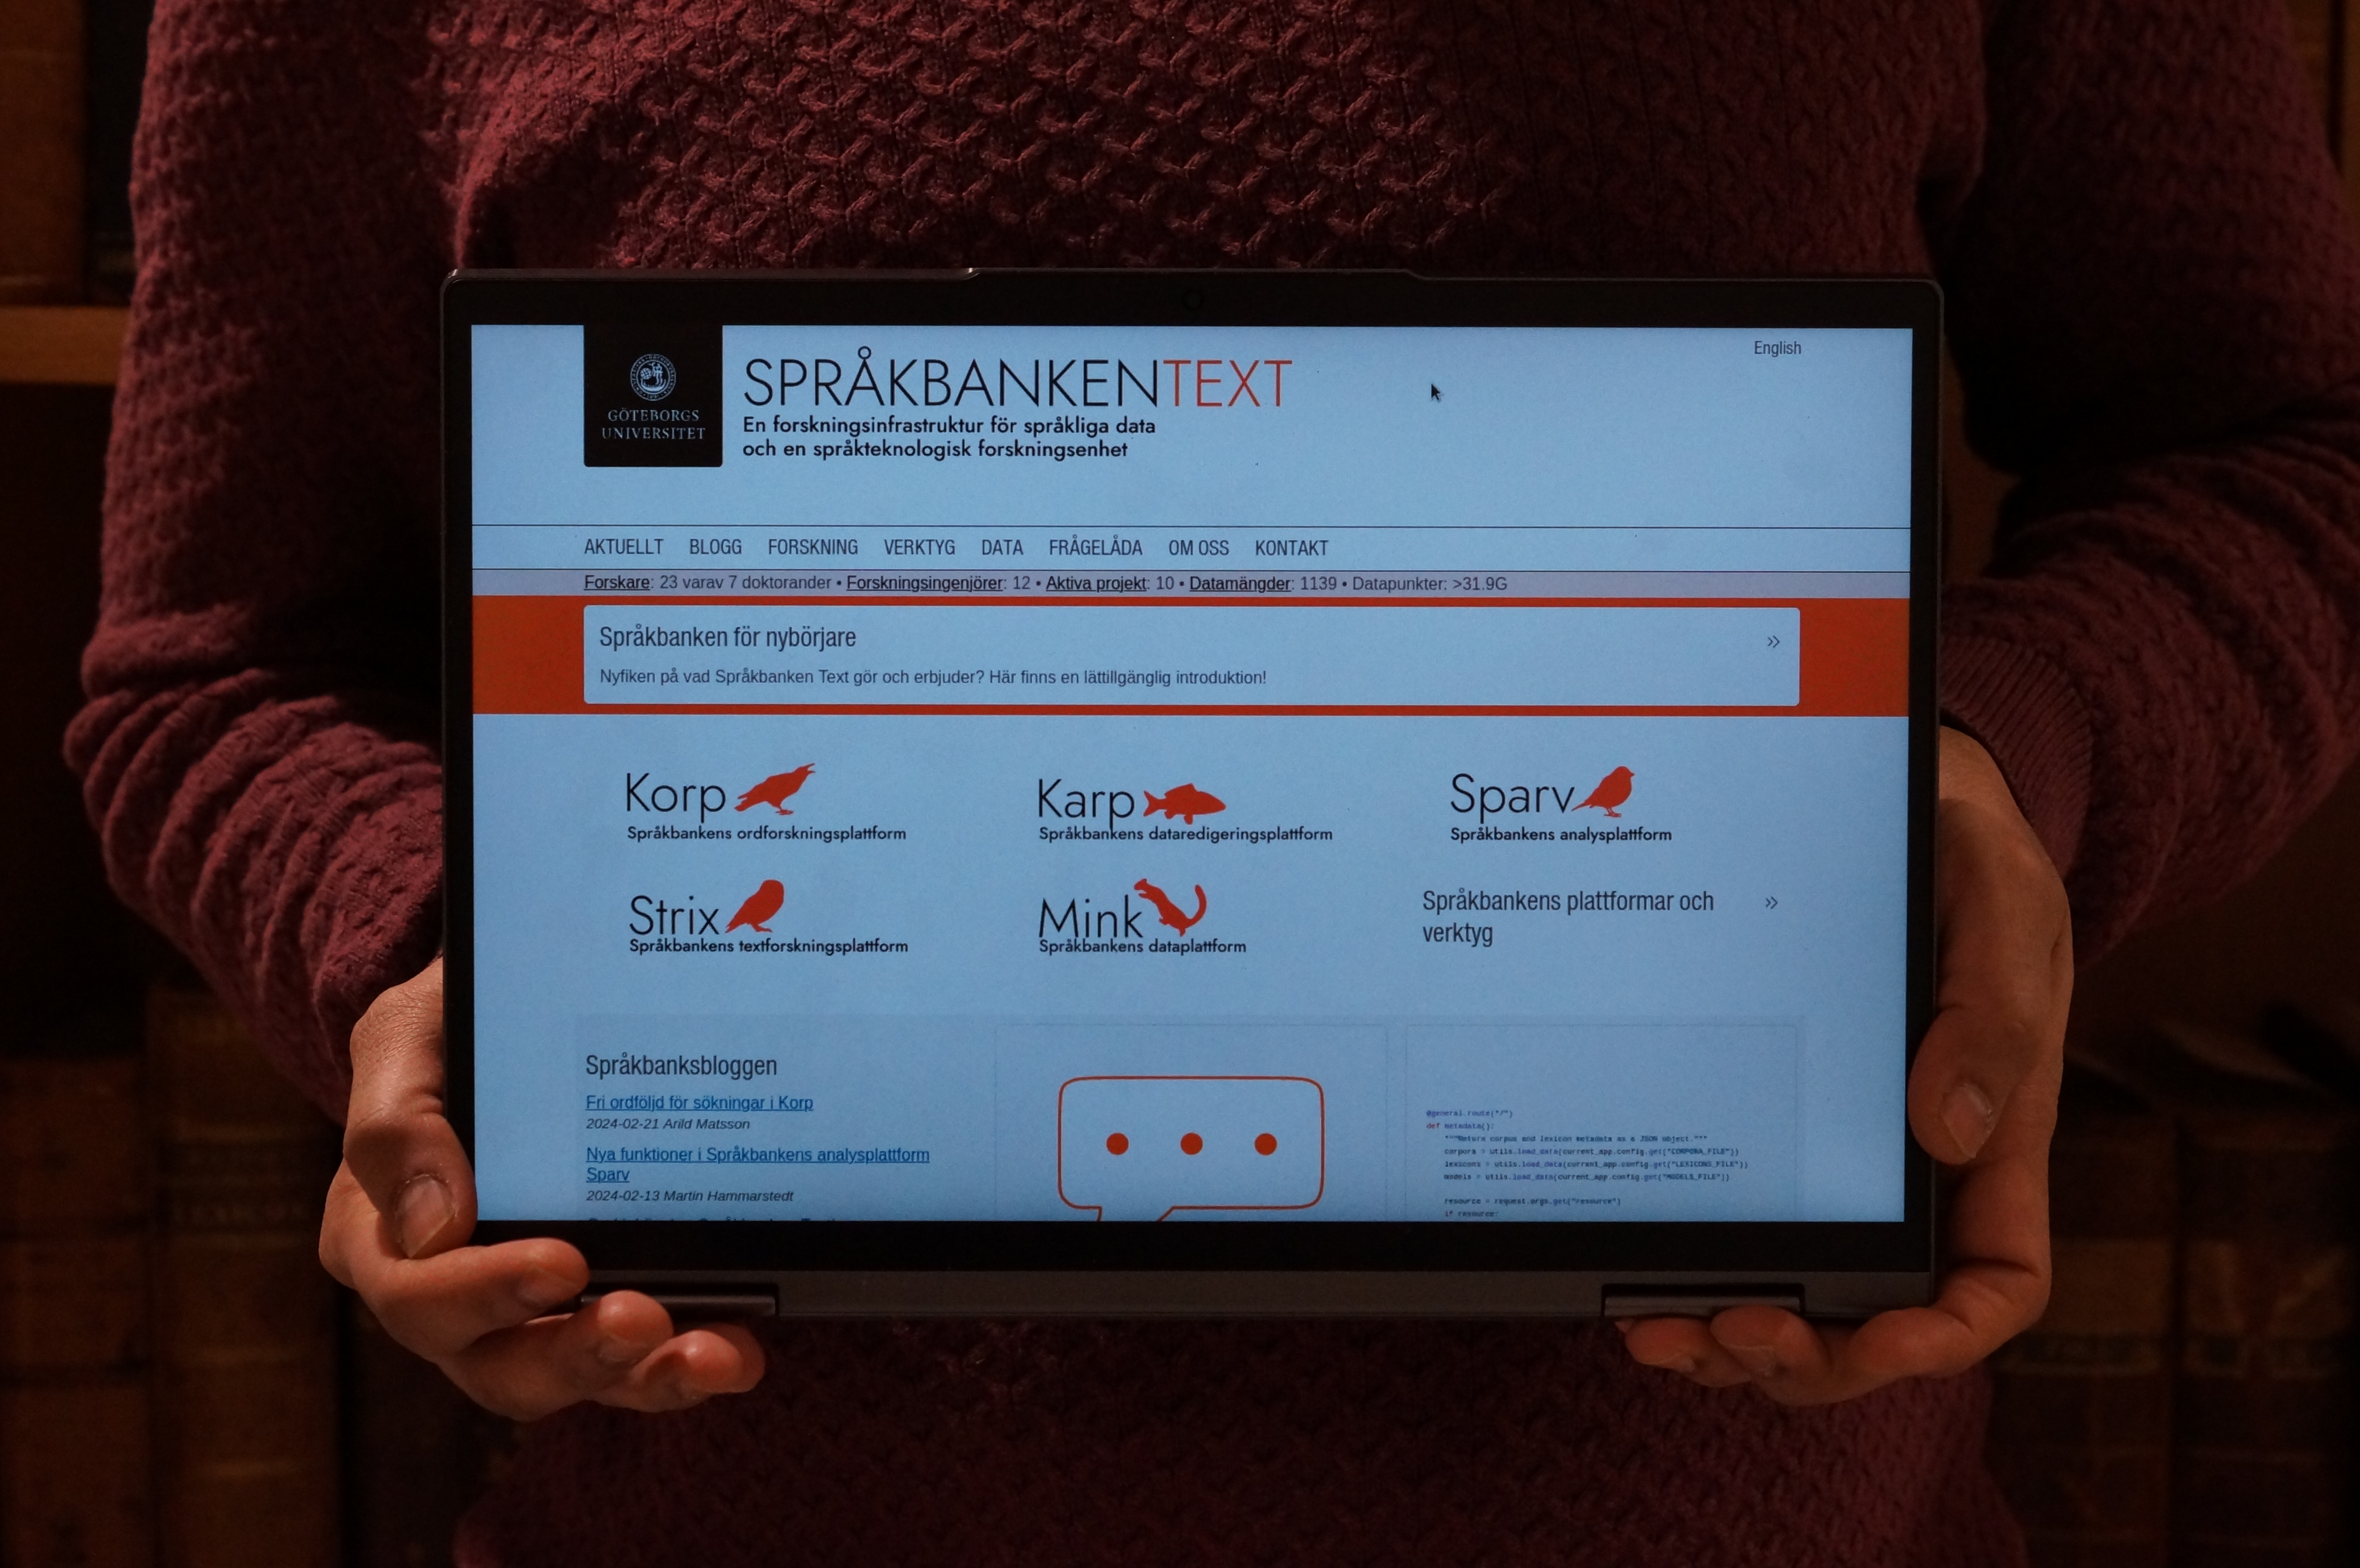 GÖTEBORGS
UNIVERSITET
SPRÅKBANKENTEXT
En forskningsinfrastruktur för språkliga data
och en språkteknologisk forskningsenhet
English
AKTUELLT BLOGG FORSKNING VERKTYG DATA FRÅGELÅDA OM OSS KONTAKT
Forskare: 23 varav 7 doktorander • Forskningsingenjörer: 12 • Aktiva projekt: 10 • Datamängder: 1139 • Datapunkter: >31.9G
Språkbanken för nybörjare »
Nyfiken på vad Språkbanken Text gör och erbjuder? Här finns en lättillgänglig introduktion!
Korp
Språkbankens ordforskningsplattform
Karp
Språkbankens dataredigeringsplattform
Sparv
Språkbankens analysplattform
Strix
Språkbankens textforskningsplattform
Mink
Språkbankens dataplattform
Språkbankens plattformar och »
verktyg
Språkbanksbloggen
Fri ordföljd för sökningar i Korp
2024-02-21 Arild Matsson
Nya funktioner i Språkbankens analysplattform
Sparv
2024-02-13 Martin Hammarstedt
@general.route("/")
def metadata():
"""Return corpus and lexicon metadata as a JSON object."""
corpora = utils.load_data(current_app.config.get("CORPORA_FILE"))
lexicons = utils.load_data(current_app.config.get("LEXICONS_FILE"))
models = utils.load_data(current_app.config.get("MODELS_FILE"))
resource = request.args.get("resource")
if resource: